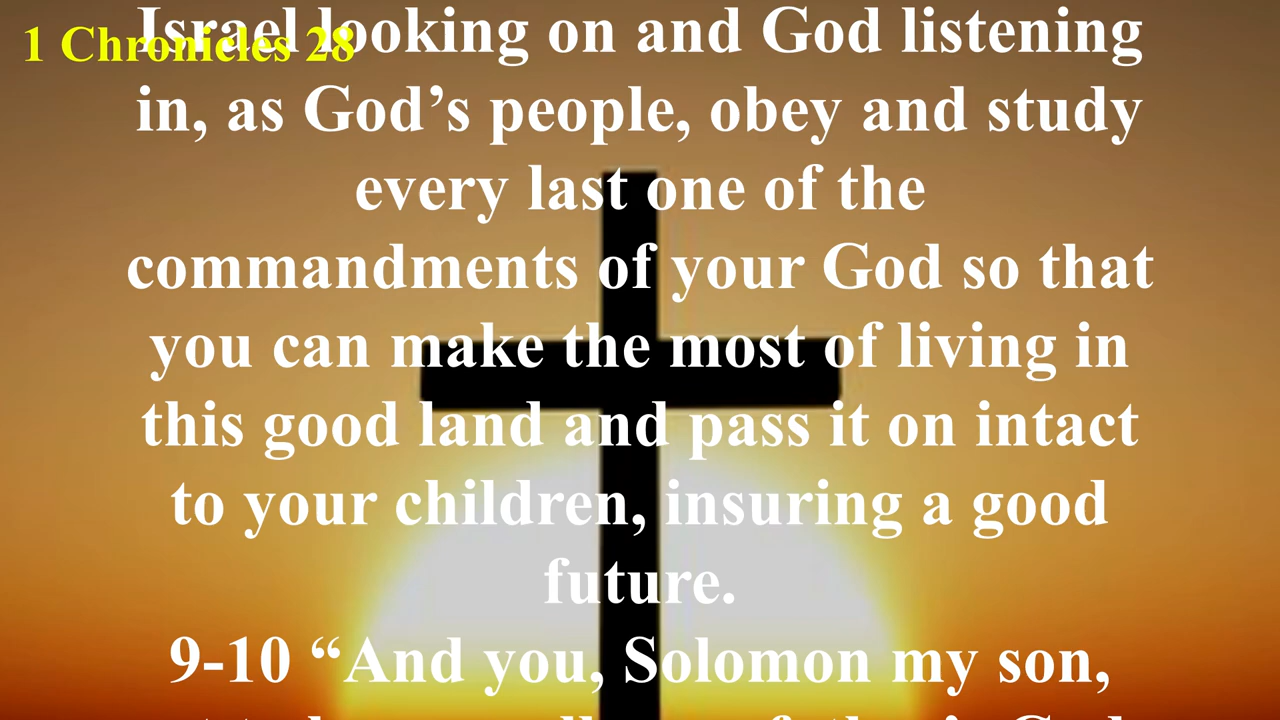 1 Chronicles 28
Israel looking on and God listening
in, as God’s people, obey and study
every last one of the
commandments of your God so that
you can make the most of living in
this good land and pass it on intact
to your children, insuring a good
future.
9-10 “And you, Solomon my son,